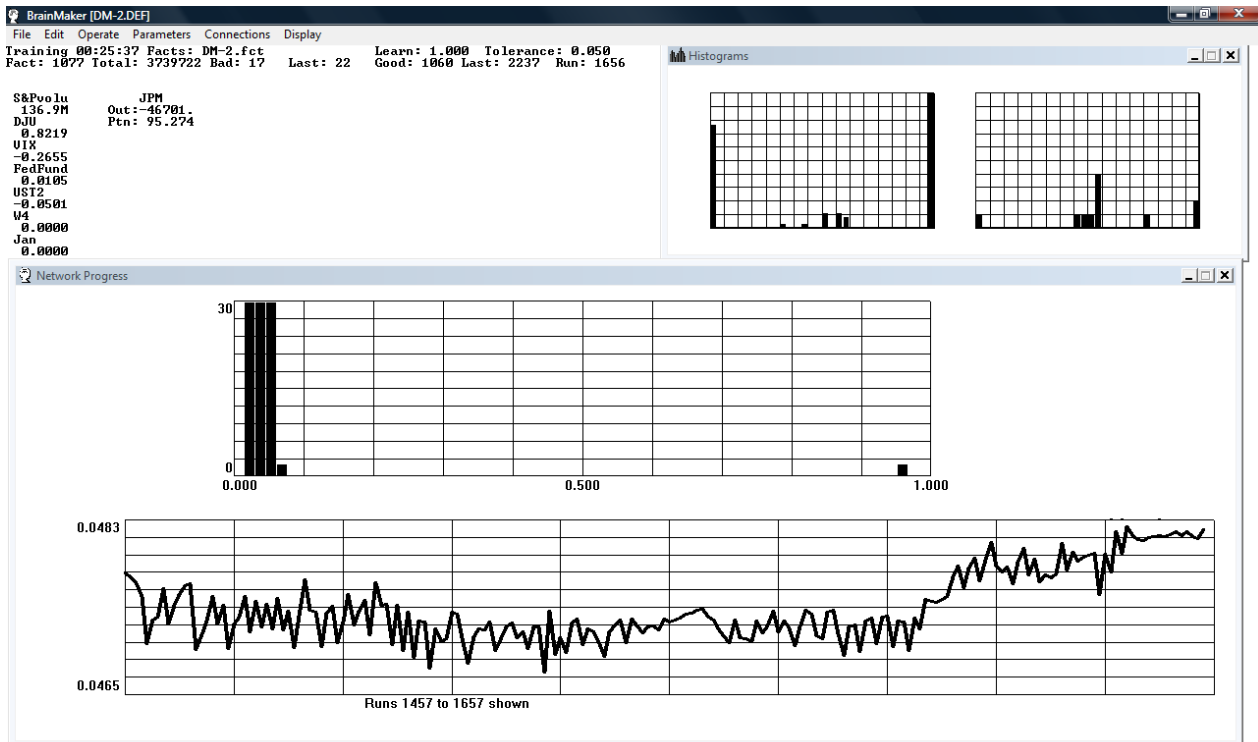 BrainMaker [DM-2.DEF]
File Edit Operate Parameters Connections Display
Training 00:25:37 Facts: DM-2.fct Learn: 1.000 Tolerance: 0.050
Fact: 1077 Total: 3739722 Bad: 17 Last: 22 Good: 1060 Last: 2237 Run: 1656
S&Pvolu JPM
136.9M Out:-46701.
DJU Ptn: 95.274
0.8219
VIX
-0.2655
FedFund
0.0105
UST2
-0.0501
W4
0.0000
Jan
0.0000
Histograms
Network Progress
30
0
0.000 0.500 1.000
0.0483
0.0465
Runs 1457 to 1657 shown